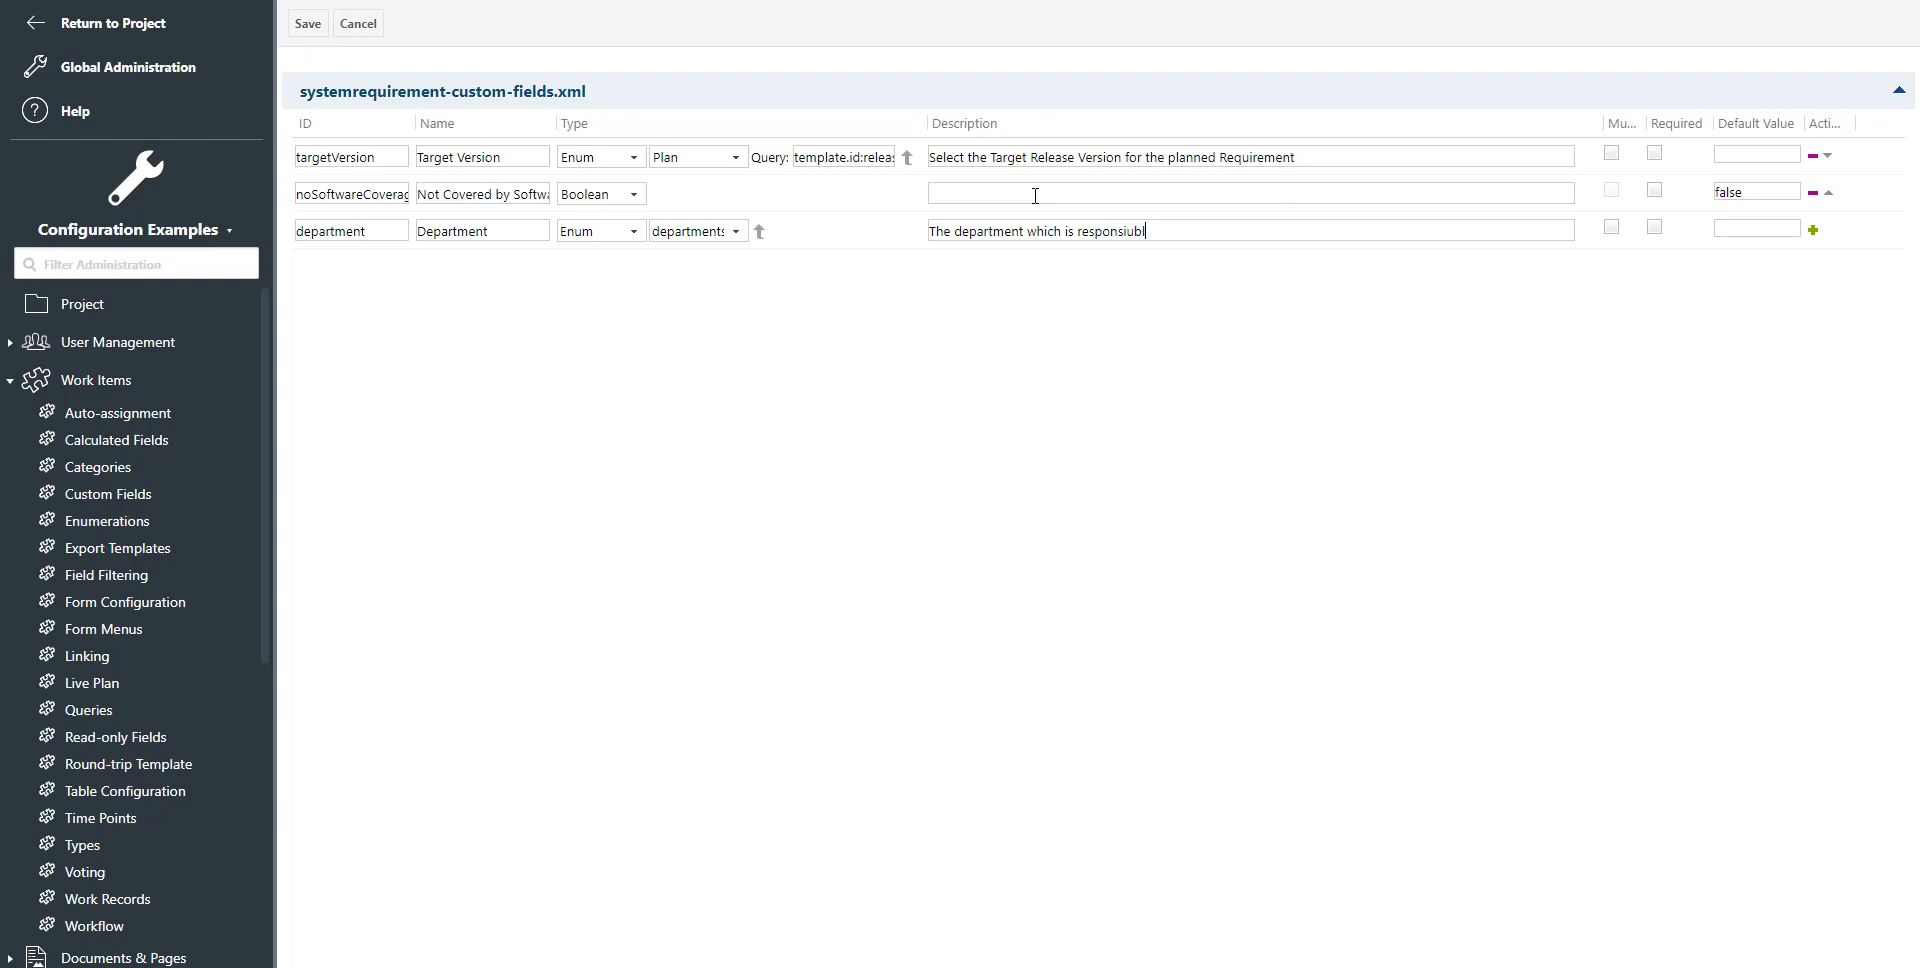 Return to Project
Global Administration
Help
Configuration Examples
Filter Administration
Project
User Management
Work Items
Auto-assignment
Calculated Fields
Categories
Custom Fields
Enumerations
Export Templates
Field Filtering
Form Configuration
Form Menus
Linking
Live Plan
Queries
Read-only Fields
Round-trip Template
Table Configuration
Time Points
Types
Voting
Work Records
Workflow
Documents & Pages
Save Cancel
systemrequirement-custom-fields.xml
ID Name Type Description Mu... Required Default Value Acti...
targetVersion Target Version Enum Plan Query: template.id:releas Select the Target Release Version for the planned Requirement
noSoftwareCoverag Not Covered by Softwa Boolean false
department Department Enum departments The department which is responsiubl